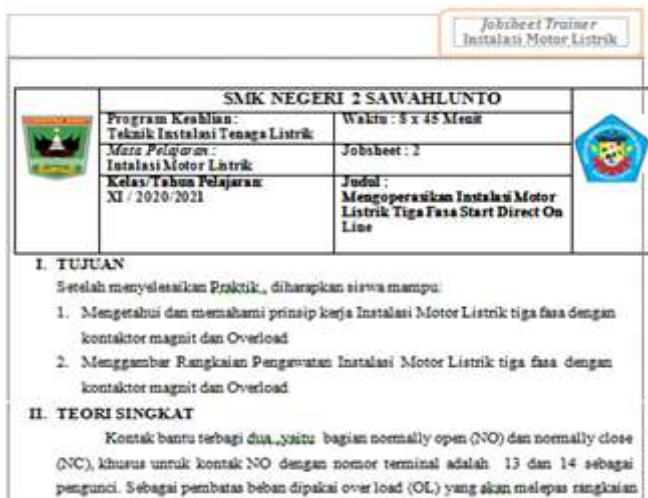 Jobsheet Trainer
Instalasi Motor Listrik
SMK NEGERI 2 SAWAHLUNTO
Program Keahlian :
Teknik Instalasi Tenaga Listrik
Waktu : 8 x 45 Menit
Mata Pelajaran :
Intalasi Motor Listrik
Jobsheet : 2
Kelas/Tahun Pelajaran:
XI / 2020/2021
Judul :
Mengoperasikan Instalasi Motor
Listrik Tiga Fasa Start Direct On
Line
I. TUJUAN
Setelah menyelesaikan Praktik , diharapkan siswa mampu:
1. Mengetahui dan memahami prinsip kerja Instalasi Motor Listrik tiga fasa dengan
kontaktor magnit dan Overload
2. Menggambar Rangkaian Pengawatan Instalasi Motor Listrik tiga fasa dengan
kontaktor magnit dan Overload
II. TEORI SINGKAT
Kontak bantu terbagi dua ,yaitu bagian normally open (NO) dan normally close
(NC), khusus untuk kontak NO dengan nomor terminal adalah 13 dan 14 sebagai
pengunci. Sebagai pembatas beban dipakai over load (OL) yang akan melepas rangkaian